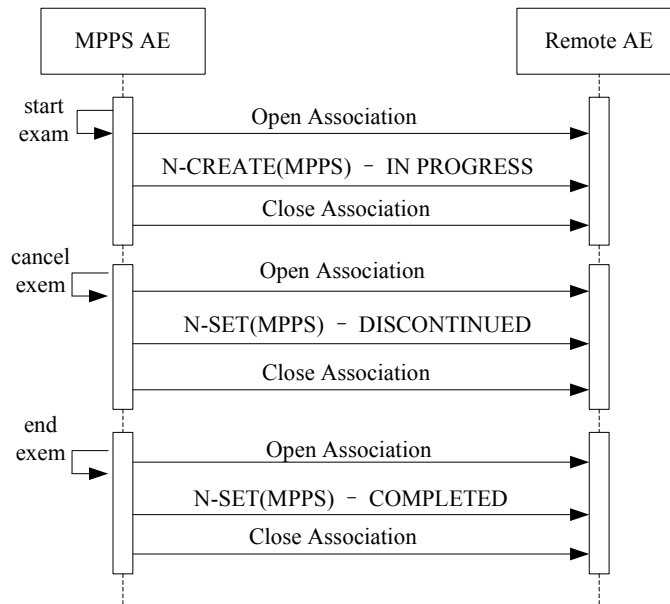 MPPS AE
Remote AE
start
exam
Open Association
N-CREATE(MPPS) – IN PROGRESS
Close Association
cancel
exem
Open Association
N-SET(MPPS) – DISCONTINUED
Close Association
end
exem
Open Association
N-SET(MPPS) – COMPLETED
Close Association